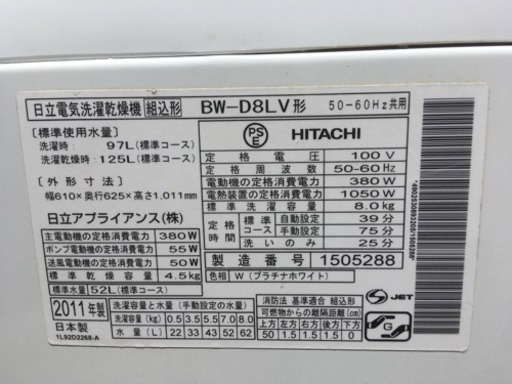 日立電気洗濯乾燥機 組込形 BW-D8LV形 50-60Hz共用
〔標準使用水量〕
洗濯時:97L(標準コース)
洗濯乾燥時:125L(標準コース)
〔外形寸法〕
幅610×奥行625×高さ1,011mm
日立アプライアンス(株)
主電動機の定格消費電力 380W
ポンプ電動機の定格消費電力 55W
送風電動機の定格消費電力 50W
標準乾燥容量 4.5kg
標準水量 52L(標準コース)
PSE HITACHI
定格電圧 100V
定格周波数 50-60Hz
電動機の定格消費電力 380W
電熱装置の定格消費電力 1050W
標準洗濯容量 8.0kg
定格時間 標準コース 自動設定 39分
手動設定 75分
洗いのみ 25分
製造番号 1505288
色柄 W(プラチナホワイト)
JET
2011年製
日本製
1L92D2268-A
洗濯容量と水量(手動設定の水量)
洗濯容量(kg) 0.5 3.5 5.5 7.0 8.0
水量(L) 22 33 43 52 62
消防法 基準適合 組込形
可燃物からの離隔距離(cm)
上方 左方 右方 前方 後方 下方
50 1.5 1.5 0 1.5 0
G